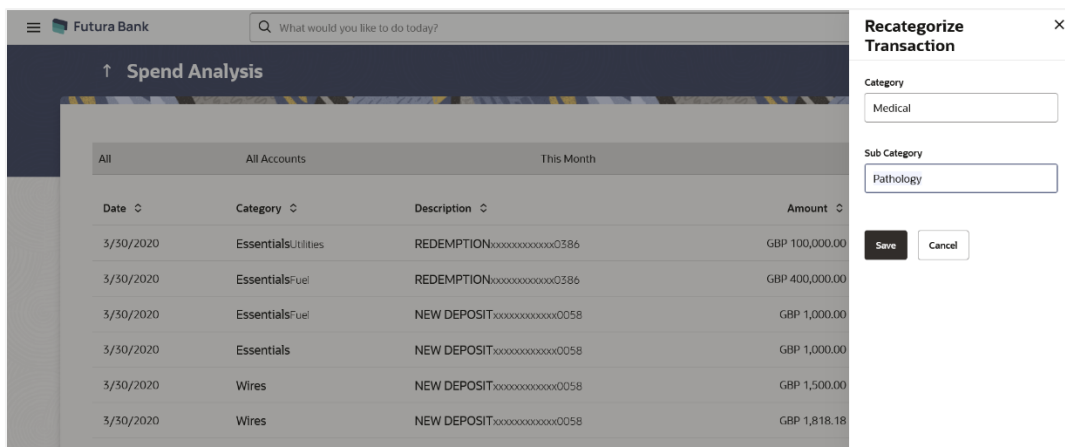 Futura Bank
What would you like to do today?
↑ Spend Analysis
All All Accounts This Month
Date Category Description Amount
3/30/2020 EssentialsUtilities REDEMPTIONxxxxxxxxxxxx0386 GBP 100,000.00
3/30/2020 EssentialsFuel REDEMPTIONxxxxxxxxxxxx0386 GBP 400,000.00
3/30/2020 EssentialsFuel NEW DEPOSITxxxxxxxxxxxx0058 GBP 1,000.00
3/30/2020 Essentials NEW DEPOSITxxxxxxxxxxxx0058 GBP 1,000.00
3/30/2020 Wires NEW DEPOSITxxxxxxxxxxxx0058 GBP 1,500.00
3/30/2020 Wires NEW DEPOSITxxxxxxxxxxxx0058 GBP 1,818.18
Recategorize
Transaction
Category
Medical
Sub Category
Pathology
Save Cancel